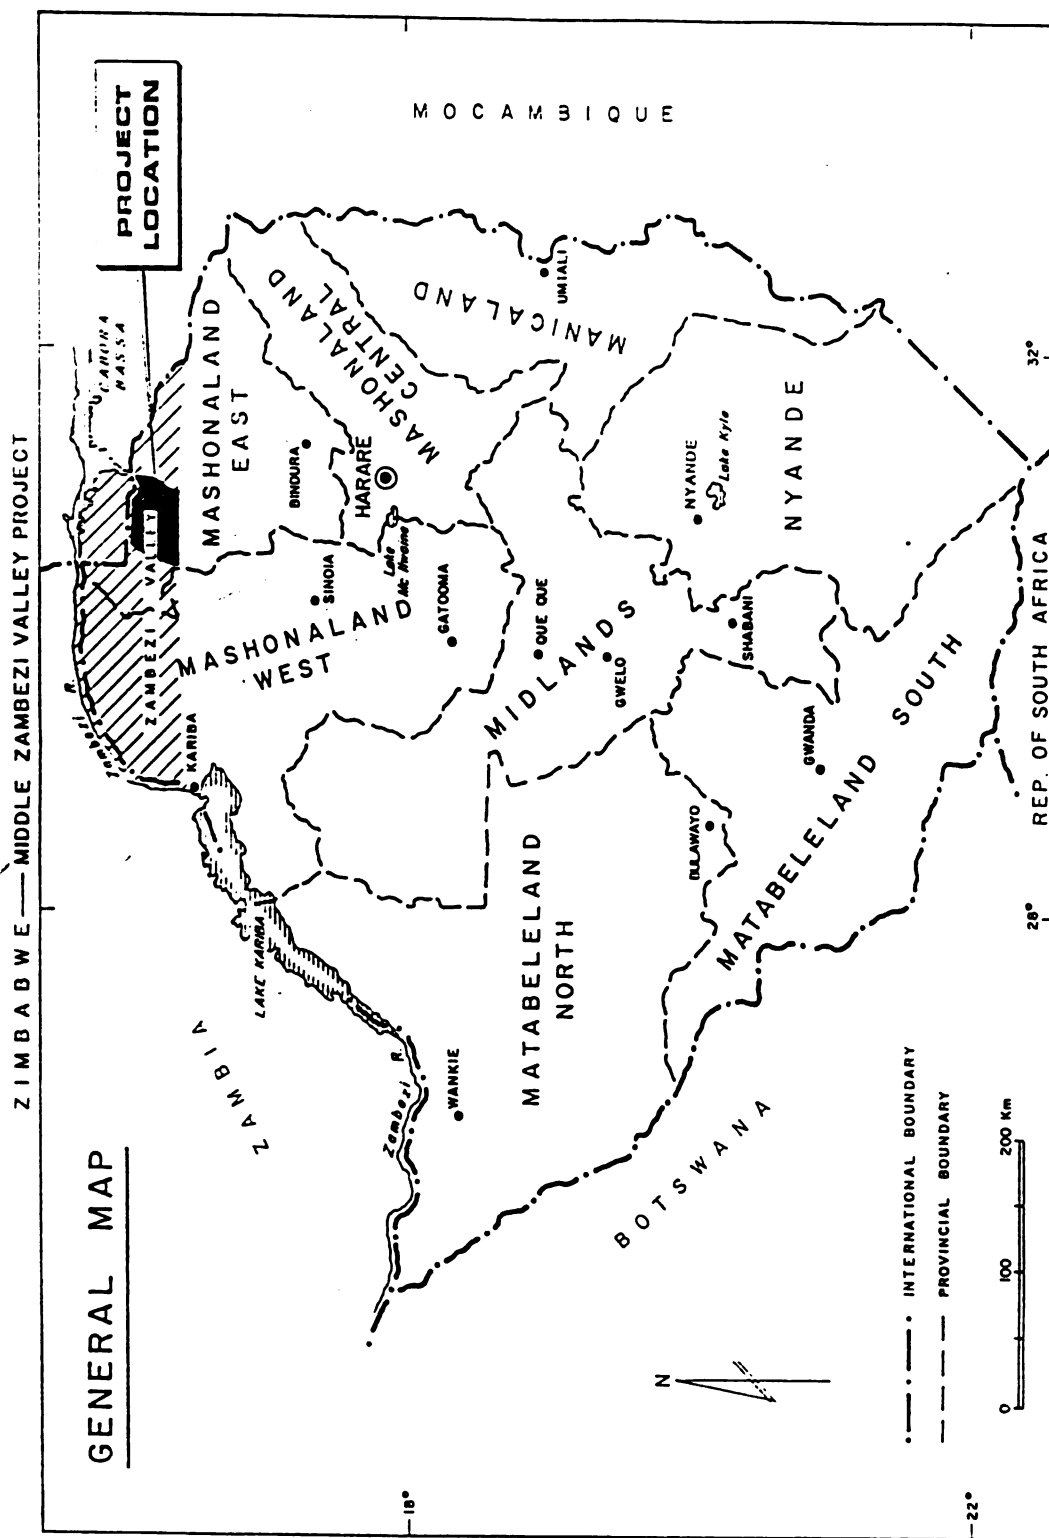 ZIMBABWE — MIDDLE ZAMBEZI VALLEY PROJECT
GENERAL MAP
PROJECT
LOCATION
MOCAMBIQUE
CAHORA
BASSA
ZAMBEZI VALLEY
Zambezi R.
KARIBA
LAKE KARIBA
ZAMBIA
MASHONALAND
EAST
MASHONALAND
CENTRAL
MANICALAND
UMTALI
BINDURA
HARARE
SINOIA
Lake
Mc Ilwaine
MASHONALAND
WEST
GATOOMA
QUE QUE
MIDLANDS
GWELO
NYANDE
Lake Kyle
NYANDE
SHABANI
GWANDA
BULAWAYO
MATABELELAND SOUTH
MATABELELAND
NORTH
Zambezi R.
WANKIE
BOTSWANA
REP. OF SOUTH AFRICA
N
INTERNATIONAL BOUNDARY
PROVINCIAL BOUNDARY
0 100 200 Km
18°
22°
28°
32°